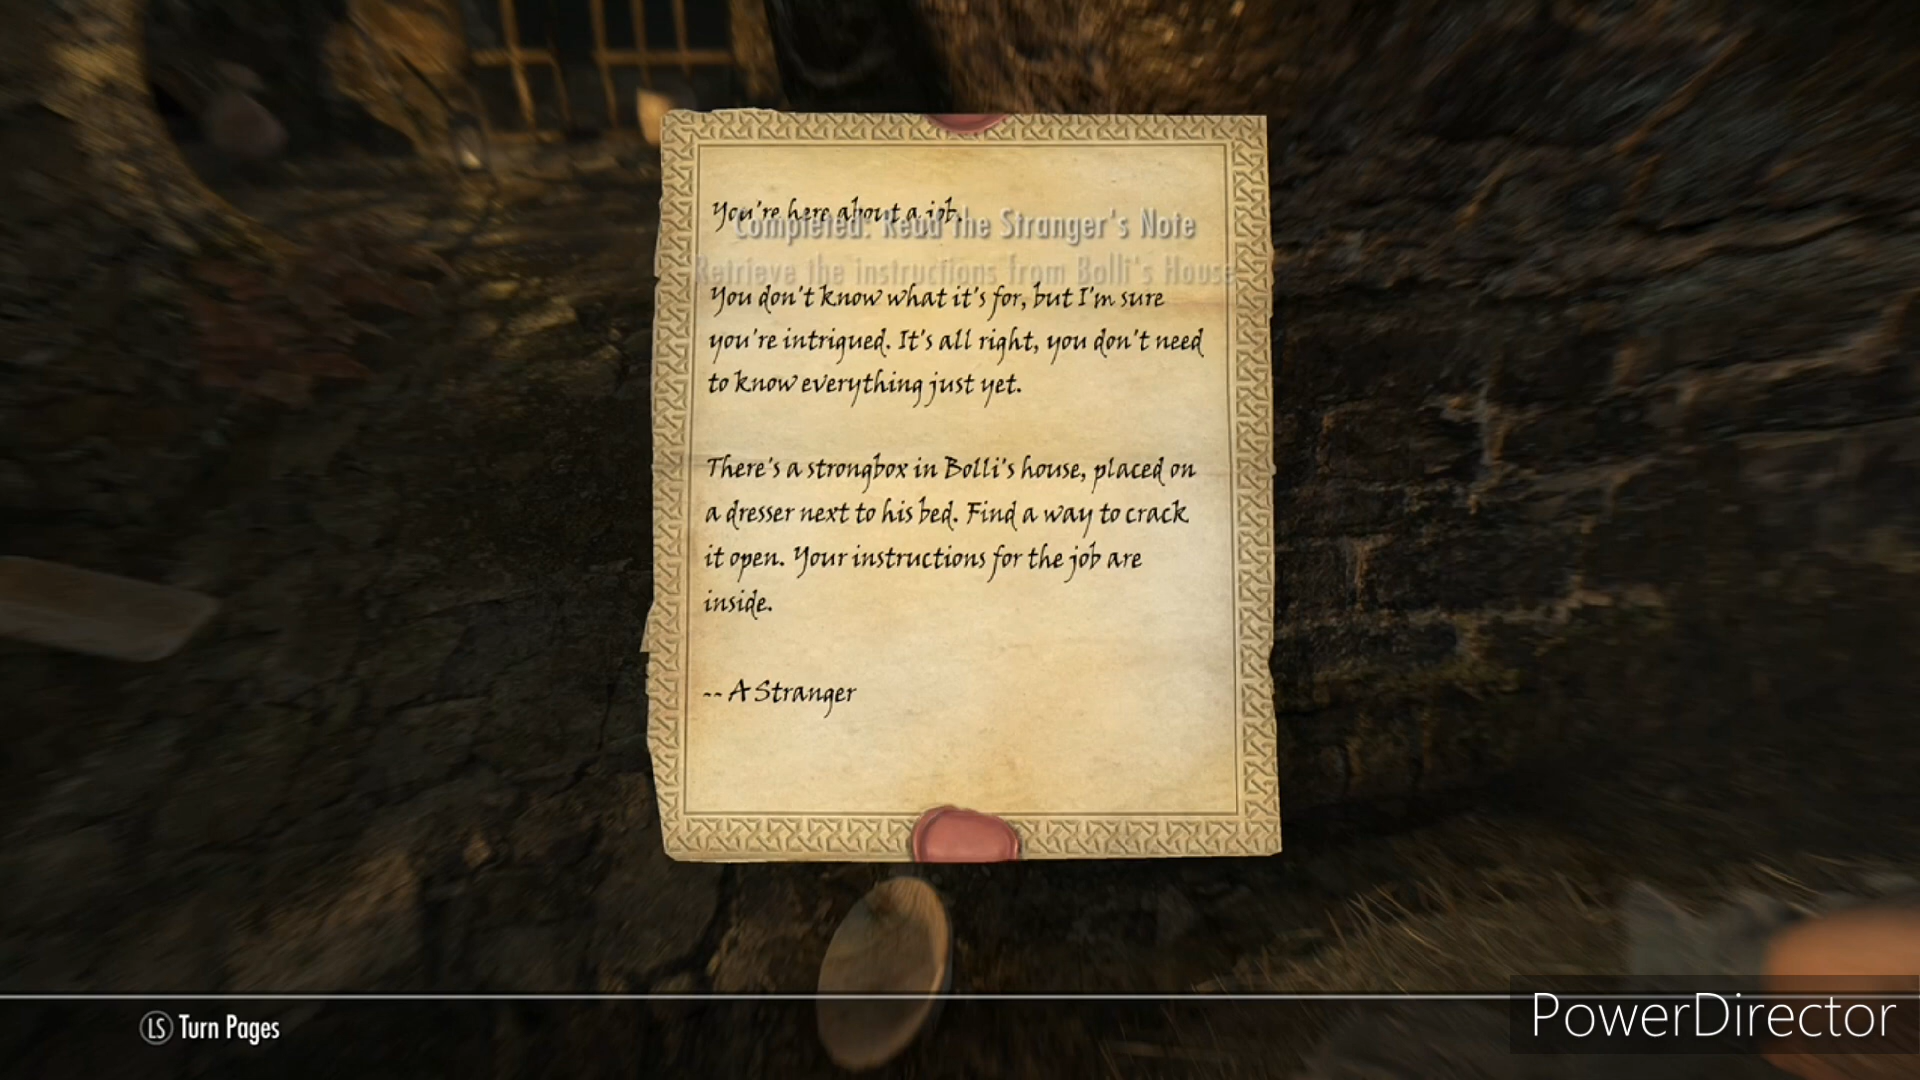 You're here about a job.
Completed: Read the Stranger's Note
Retrieve the instructions from Bolli's House
You don't know what it's for, but I'm sure
you're intrigued. It's all right, you don't need
to know everything just yet.
There's a strongbox in Bolli's house, placed on
a dresser next to his bed. Find a way to crack
it open. Your instructions for the job are
inside.
-- A Stranger
LS Turn Pages
PowerDirector